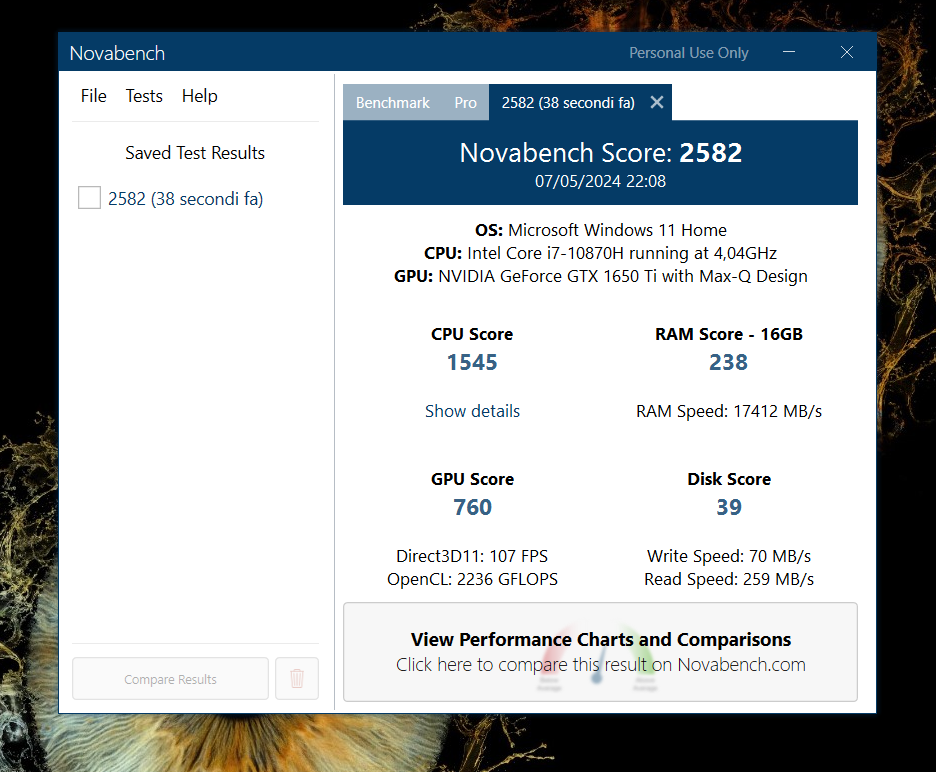 Novabench
Personal Use Only
File Tests Help
Saved Test Results
2582 (38 secondi fa)
Compare Results
Benchmark Pro 2582 (38 secondi fa)
Novabench Score: 2582
07/05/2024 22:08
OS: Microsoft Windows 11 Home
CPU: Intel Core i7-10870H running at 4,04GHz
GPU: NVIDIA GeForce GTX 1650 Ti with Max-Q Design
CPU Score
1545
Show details
RAM Score - 16GB
238
RAM Speed: 17412 MB/s
GPU Score
760
Direct3D11: 107 FPS
OpenCL: 2236 GFLOPS
Disk Score
39
Write Speed: 70 MB/s
Read Speed: 259 MB/s
View Performance Charts and Comparisons
Click here to compare this result on Novabench.com